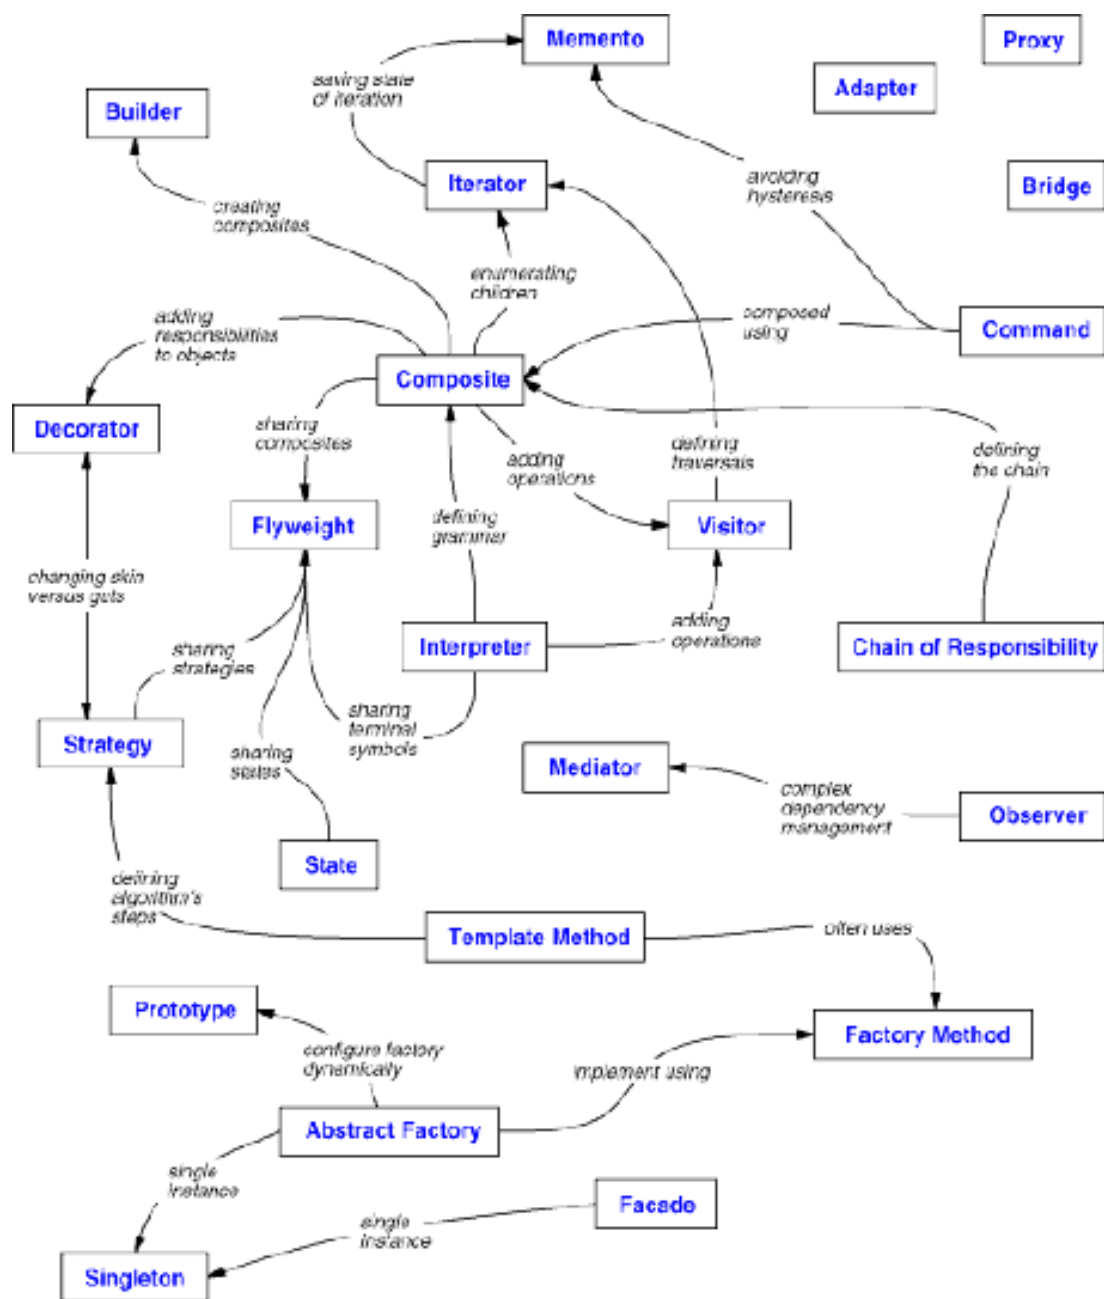 Memento
Proxy
Adapter
saving state
of iteration
Builder
Iterator
avoiding
hysteresis
Bridge
creating
composites
enumerating
children
adding
responsibilities
to objects
composed
using
Command
Composite
Decorator
sharing
composites
adding
operations
defining
traversals
defining
the chain
Flyweight
defining
grammar
Visitor
changing skin
versus guts
sharing
strategies
Interpreter
adding
operations
Chain of Responsibility
Strategy
sharing
states
sharing
terminal
symbols
Mediator
complex
dependency
management
Observer
State
defining
algorithm's
steps
Template Method
often uses
Prototype
configure factory
dynamically
implement using
Factory Method
Abstract Factory
single
instance
Facade
single
instance
Singleton